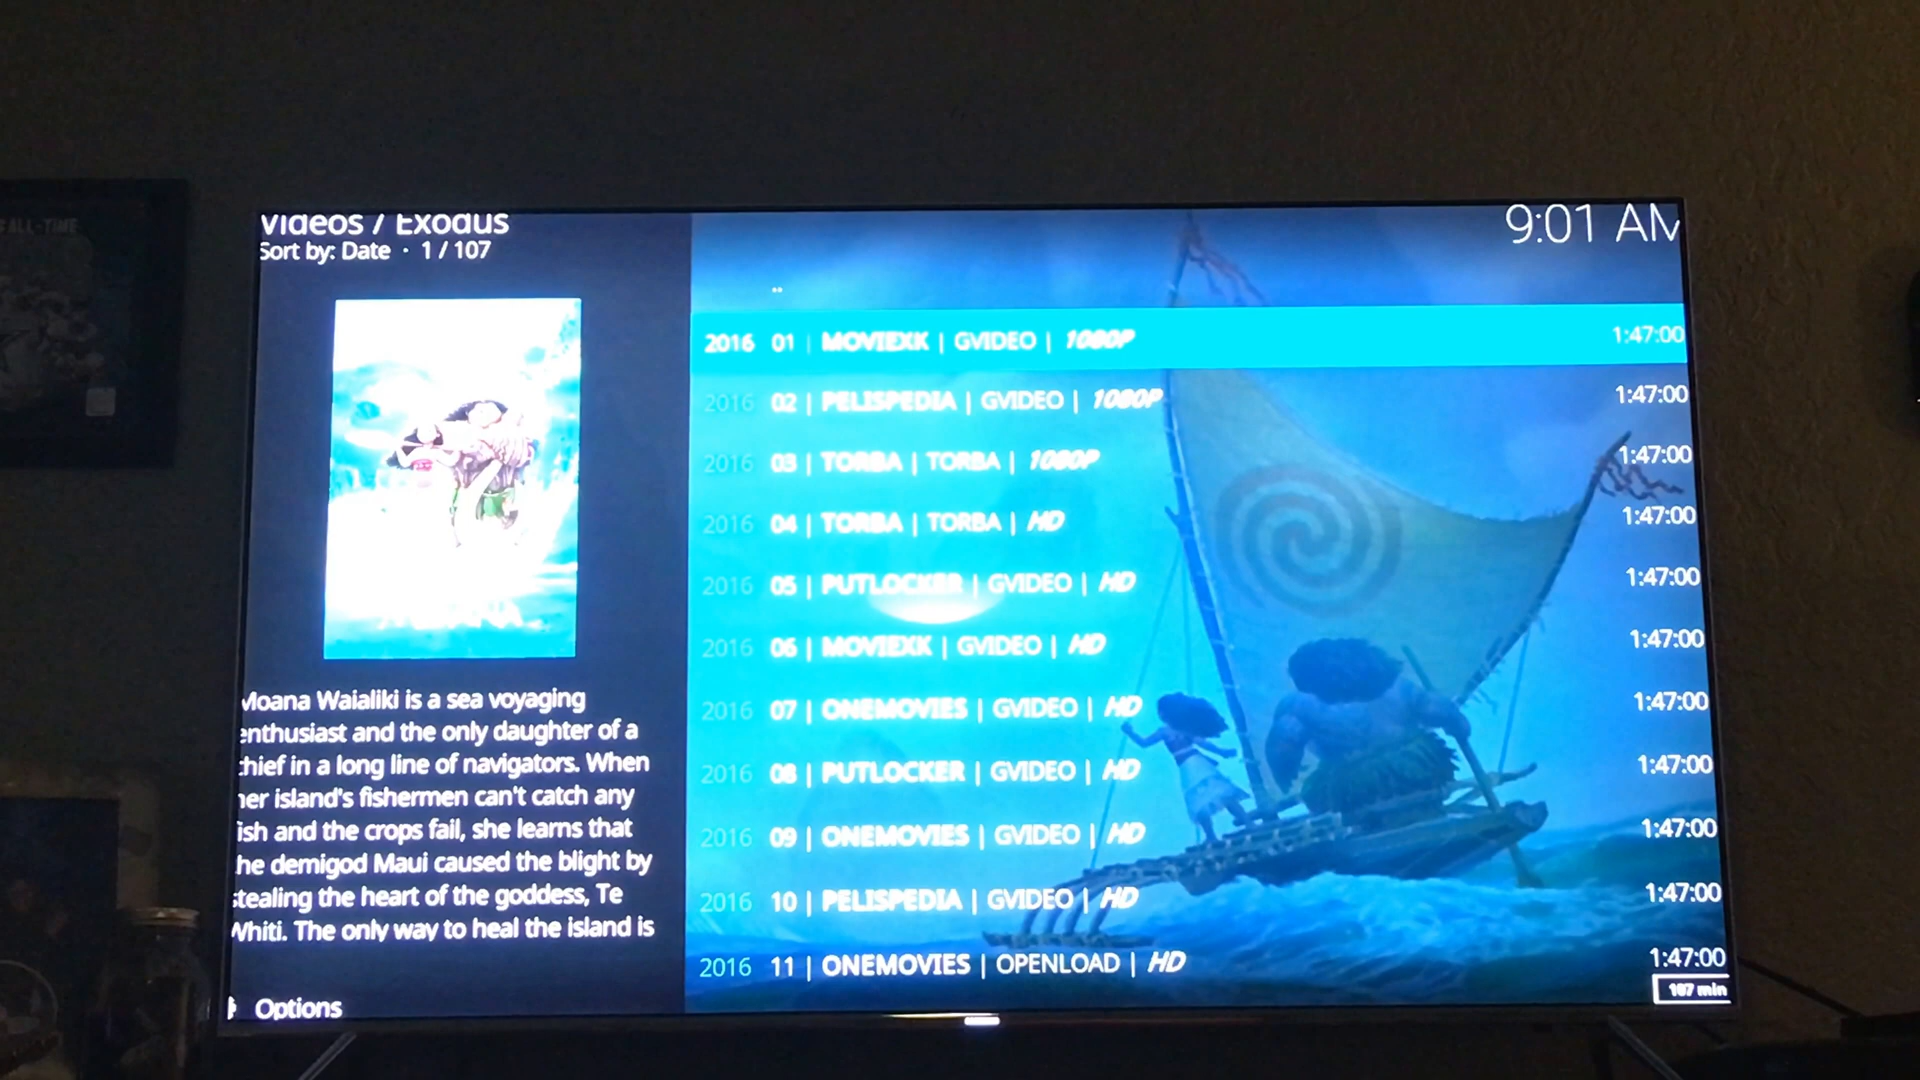 Videos / Exodus
Sort by: Date · 1 / 107
9:01 AM
ALL-TIME
..
2016 01 | MOVIEXK | GVIDEO | 1080P 1:47:00
2016 02 | PELISPEDIA | GVIDEO | 1080P 1:47:00
2016 03 | TORBA | TORBA | 1080P 1:47:00
2016 04 | TORBA | TORBA | HD 1:47:00
2016 05 | PUTLOCKER | GVIDEO | HD 1:47:00
2016 06 | MOVIEXK | GVIDEO | HD 1:47:00
2016 07 | ONEMOVIES | GVIDEO | HD 1:47:00
2016 08 | PUTLOCKER | GVIDEO | HD 1:47:00
2016 09 | ONEMOVIES | GVIDEO | HD 1:47:00
2016 10 | PELISPEDIA | GVIDEO | HD 1:47:00
2016 11 | ONEMOVIES | OPENLOAD | HD 1:47:00
107 min
Moana Waialiki is a sea voyaging
enthusiast and the only daughter of a
chief in a long line of navigators. When
her island's fishermen can't catch any
fish and the crops fail, she learns that
the demigod Maui caused the blight by
stealing the heart of the goddess, Te
Whiti. The only way to heal the island is
Options